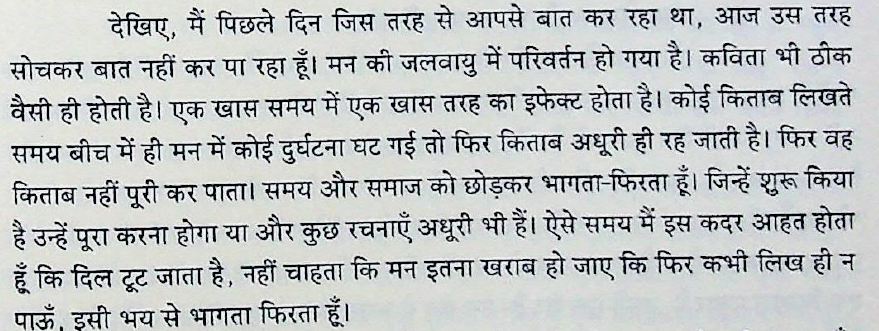 देखिए, मैं पिछले दिन जिस तरह से आपसे बात कर रहा था, आज उस तरह
सोचकर बात नहीं कर पा रहा हूँ। मन की जलवायु में परिवर्तन हो गया है। कविता भी ठीक
वैसी ही होती है। एक खास समय में एक खास तरह का इफेक्ट होता है। कोई किताब लिखते
समय बीच में ही मन में कोई दुर्घटना घट गई तो फिर किताब अधूरी ही रह जाती है। फिर वह
किताब नहीं पूरी कर पाता। समय और समाज को छोड़कर भागता-फिरता हूँ। जिन्हें शुरू किया
है उन्हें पूरा करना होगा या और कुछ रचनाएँ अधूरी भी हैं। ऐसे समय मैं इस कदर आहत होता
हूँ कि दिल टूट जाता है, नहीं चाहता कि मन इतना खराब हो जाए कि फिर कभी लिख ही न
पाऊँ, इसी भय से भागता फिरता हूँ।